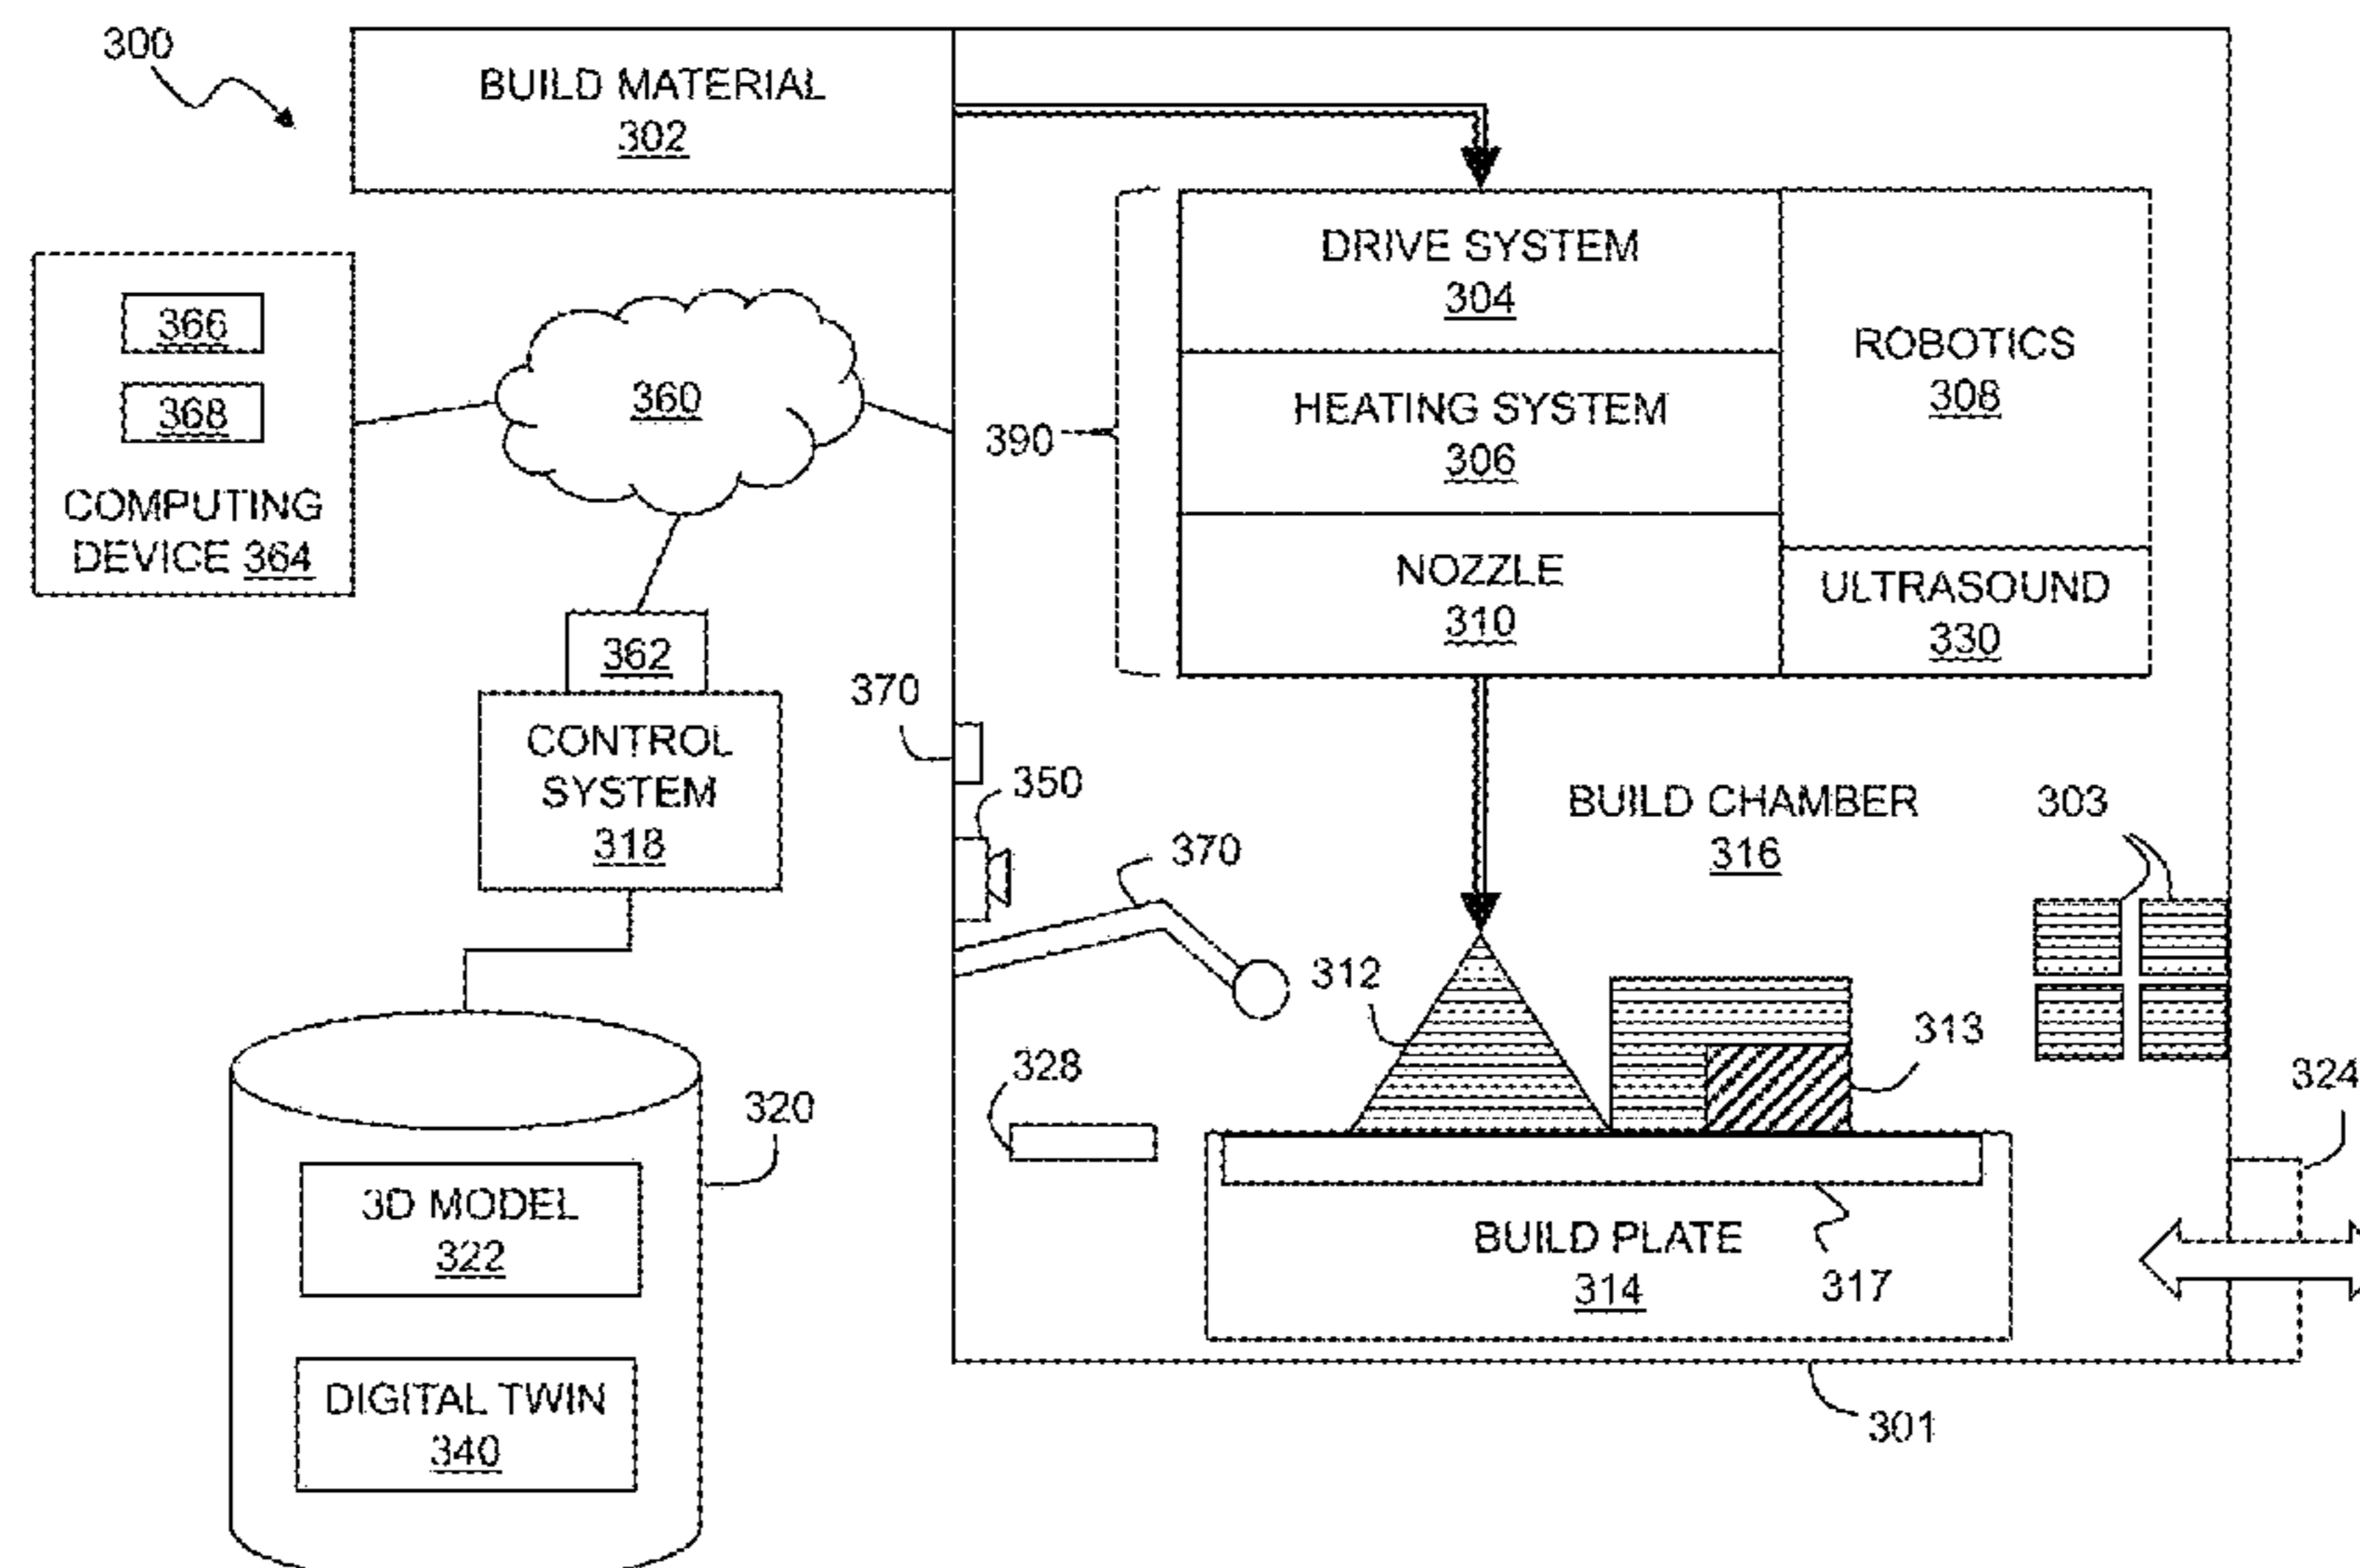 300
BUILD MATERIAL
302
DRIVE SYSTEM
304
HEATING SYSTEM
306
NOZZLE
310
ROBOTICS
308
ULTRASOUND
330
390
366
368
COMPUTING
DEVICE 364
360
362
CONTROL
SYSTEM
318
370
350
370
BUILD CHAMBER
316
303
312
313
328
324
320
3D MODEL
322
DIGITAL TWIN
340
BUILD PLATE
314
317
301